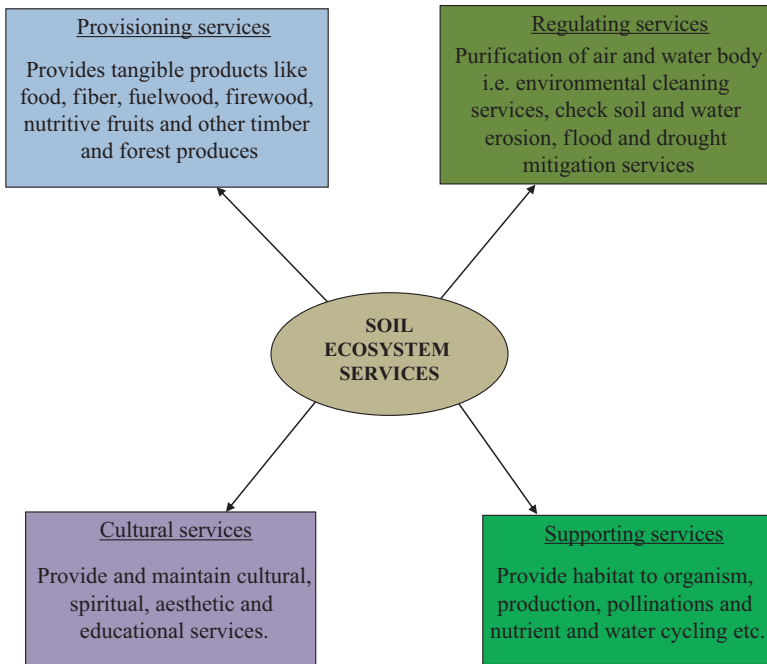 Provisioning services
Provides tangible products like
food, fiber, fuelwood, firewood,
nutritive fruits and other timber
and forest produces
Regulating services
Purification of air and water body
i.e. environmental cleaning
services, check soil and water
erosion, flood and drought
mitigation services
SOIL
ECOSYSTEM
SERVICES
Cultural services
Provide and maintain cultural,
spiritual, aesthetic and
educational services.
Supporting services
Provide habitat to organism,
production, pollinations and
nutrient and water cycling etc.